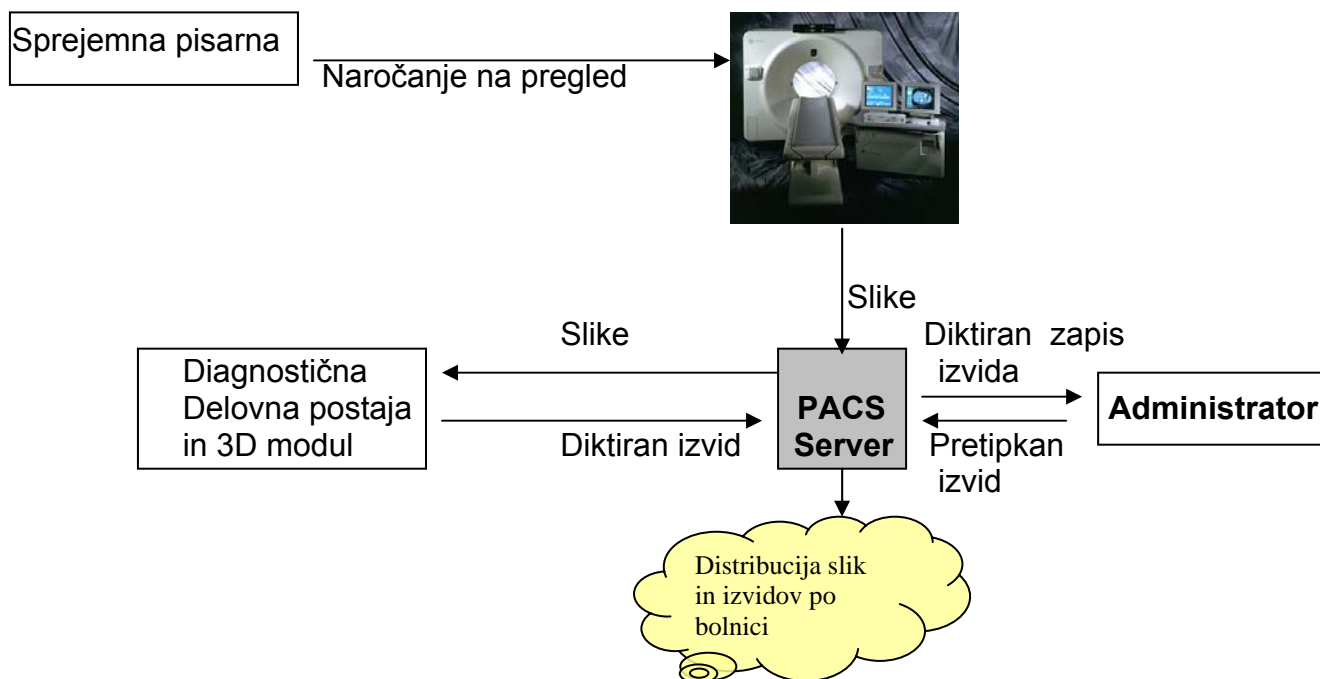 Sprejemna pisarna
Naročanje na pregled
Slike
Slike
Diktiran zapis
izvida
Diagnostična
Delovna postaja
in 3D modul
PACS
Server
Administrator
Diktiran izvid
Pretipkan
izvid
Distribucija slik
in izvidov po
bolnici